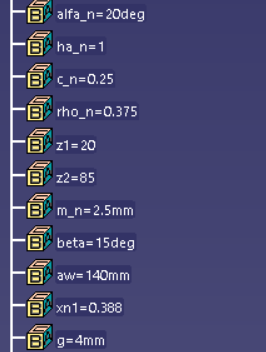 alfa_n=20deg
ha_n=1
c_n=0.25
rho_n=0.375
z1=20
z2=85
m_n=2.5mm
beta=15deg
aw=140mm
xn1=0.388
g=4mm